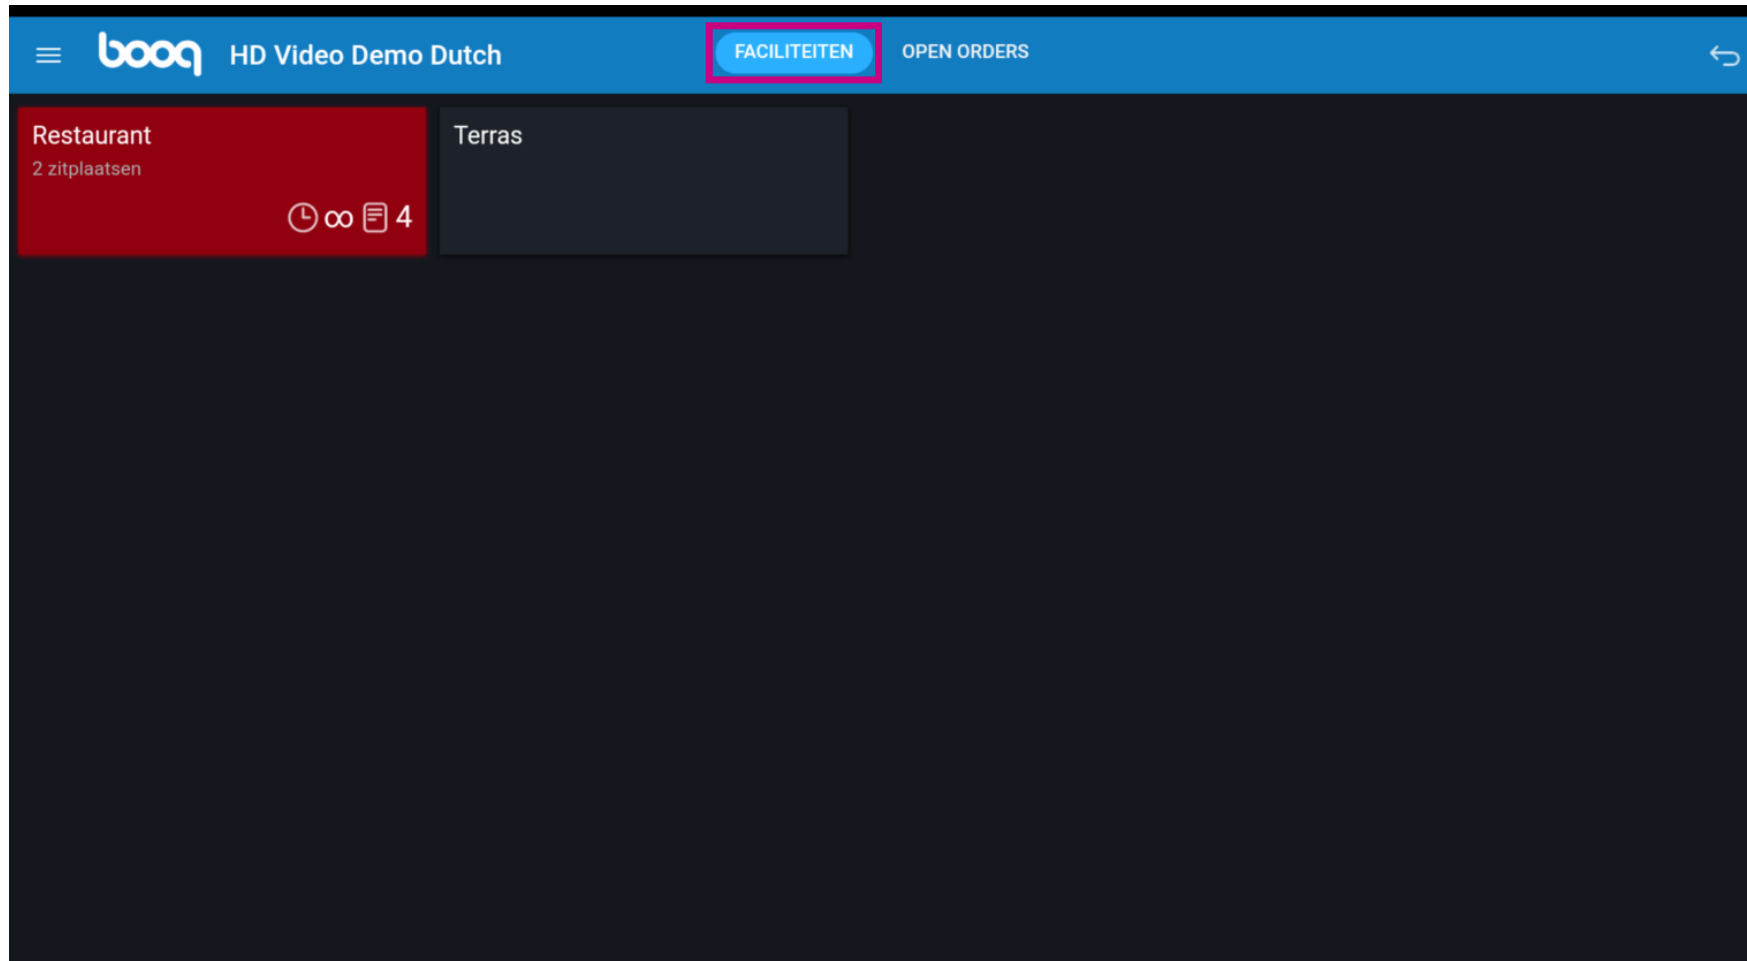 booq HD Video Demo Dutch FACILITEITEN OPEN ORDERS
Restaurant
2 zitplaatsen
∞ 4
Terras